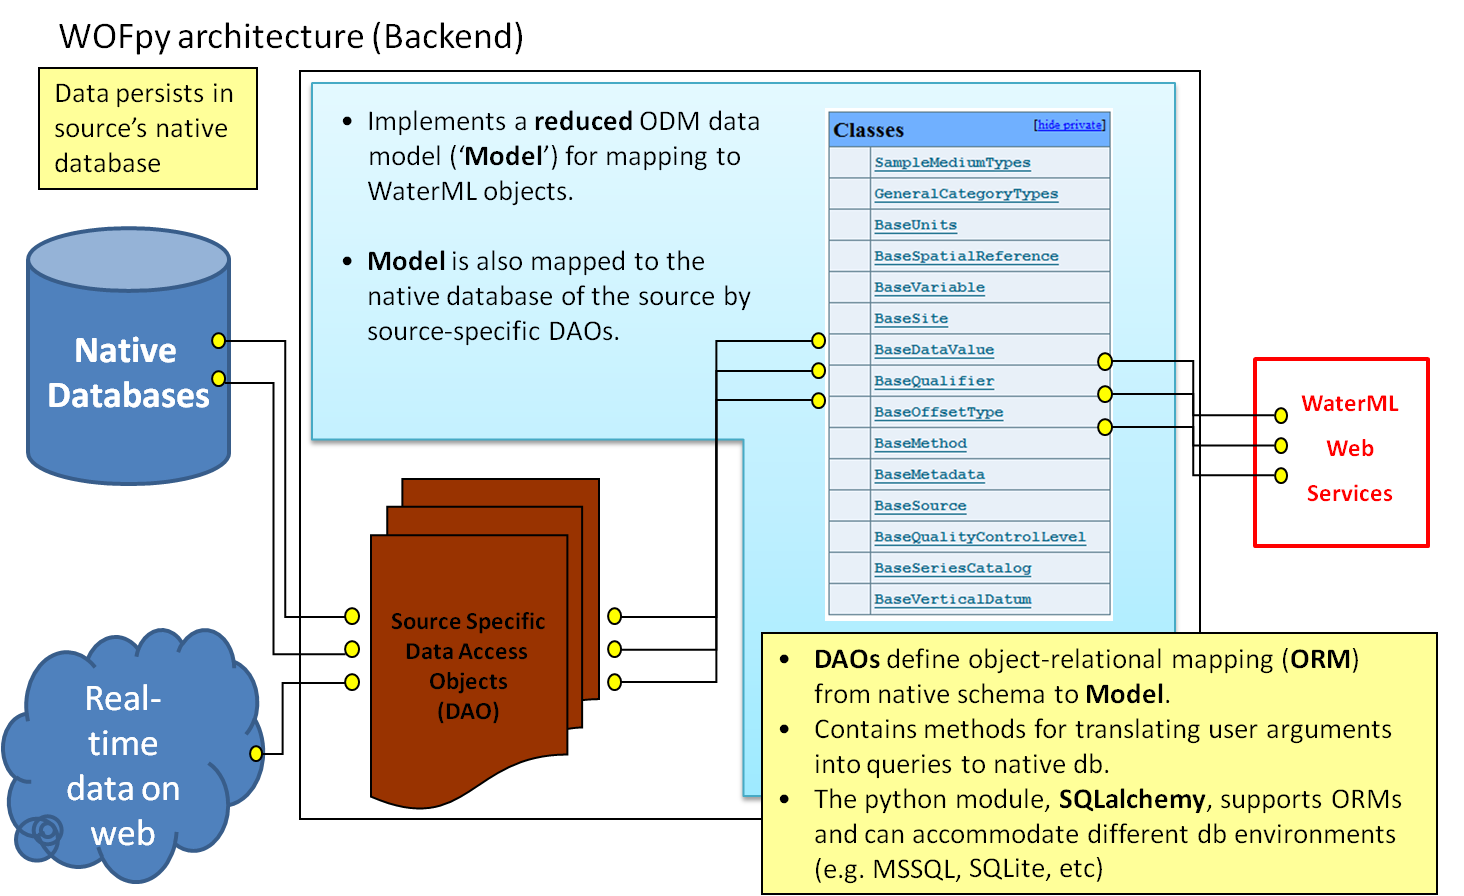 WOFpy architecture (Backend)
Data persists in
source’s native
database
• Implements a reduced ODM data
model (‘Model’) for mapping to
WaterML objects.
• Model is also mapped to the
native database of the source by
source-specific DAOs.
Classes
[hide private]
SampleMediumTypes
GeneralCategoryTypes
BaseUnits
BaseSpatialReference
BaseVariable
BaseSite
BaseDataValue
BaseQualifier
BaseOffsetType
BaseMethod
BaseMetadata
BaseSource
BaseQualityControlLevel
BaseSeriesCatalog
BaseVerticalDatum
Native
Databases
WaterML
Web
Services
Source Specific
Data Access
Objects
(DAO)
Real-
time
data on
web
• DAOs define object-relational mapping (ORM)
from native schema to Model.
• Contains methods for translating user arguments
into queries to native db.
• The python module, SQLalchemy, supports ORMs
and can accommodate different db environments
(e.g. MSSQL, SQLite, etc)